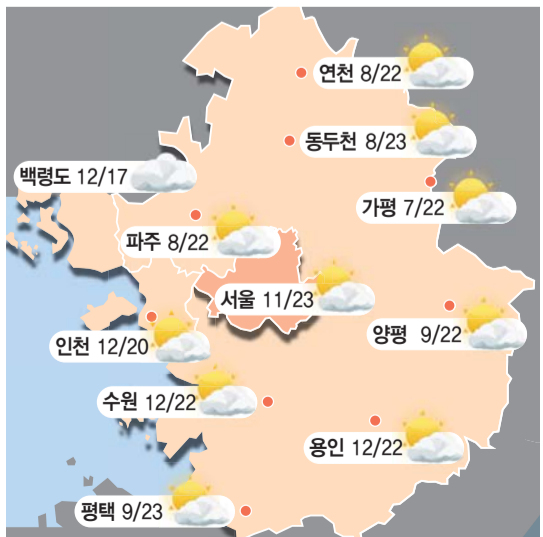 연천 8/22
동두천 8/23
백령도 12/17
가평 7/22
파주 8/22
서울 11/23
양평 9/22
인천 12/20
수원 12/22
용인 12/22
평택 9/23